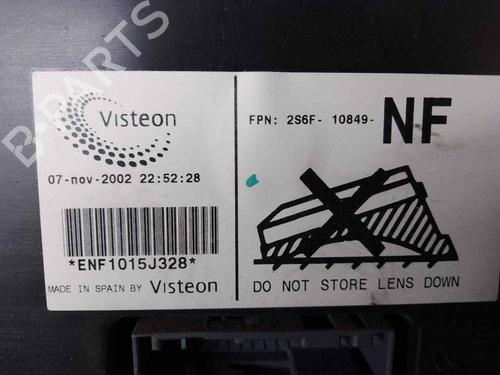 Visteon
07-nov-2002 22:52:28
*ENF1015J328*
MADE IN SPAIN BY Visteon
FPN: 2S6F- 10849- NF
DO NOT STORE LENS DOWN
B-PARTS